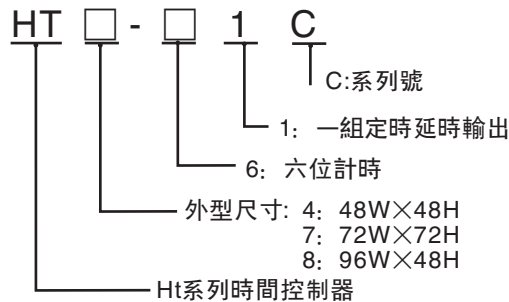 HT □ - □ 1 C
C:系列號
1：一組定時延時輸出
6：六位計時
外型尺寸: 4：48W×48H
7：72W×72H
8：96W×48H
Ht系列時間控制器